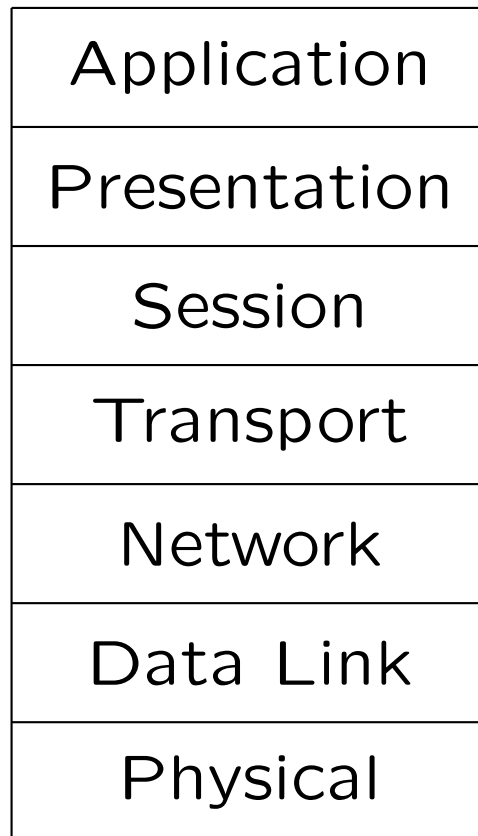 Application
Presentation
Session
Transport
Network
Data Link
Physical